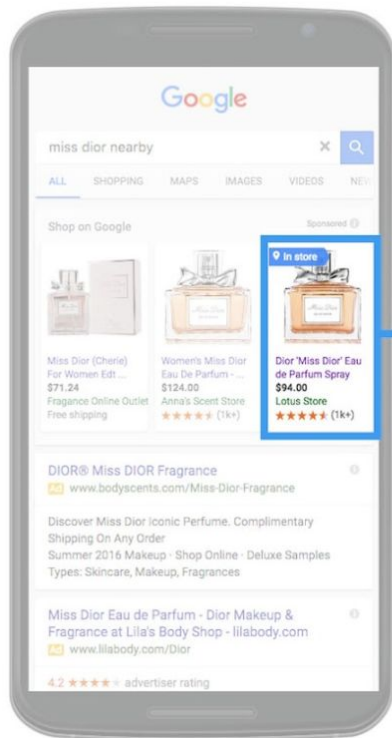 Google
miss dior nearby
ALL SHOPPING MAPS IMAGES VIDEOS NEW
Shop on Google Sponsored
In store
Miss Dior (Cherie)
For Women Edt ...
$71.24
Fragance Online Outlet
Free shipping
Women's Miss Dior
Eau De Parfum - ...
$124.00
Anna's Scent Store
(1k+)
Dior 'Miss Dior' Eau
de Parfum Spray
$94.00
Lotus Store
(1k+)
DIOR® Miss DIOR Fragrance
Ad www.bodyscents.com/Miss-Dior-Fragrance
Discover Miss Dior Iconic Perfume. Complimentary
Shipping On Any Order
Summer 2016 Makeup · Shop Online · Deluxe Samples
Types: Skincare, Makeup, Fragrances
Miss Dior Eau de Parfum - Dior Makeup &
Fragrance at Lila's Body Shop - lilabody.com
Ad www.lilabody.com/Dior
4.2 ★★★★★ advertiser rating